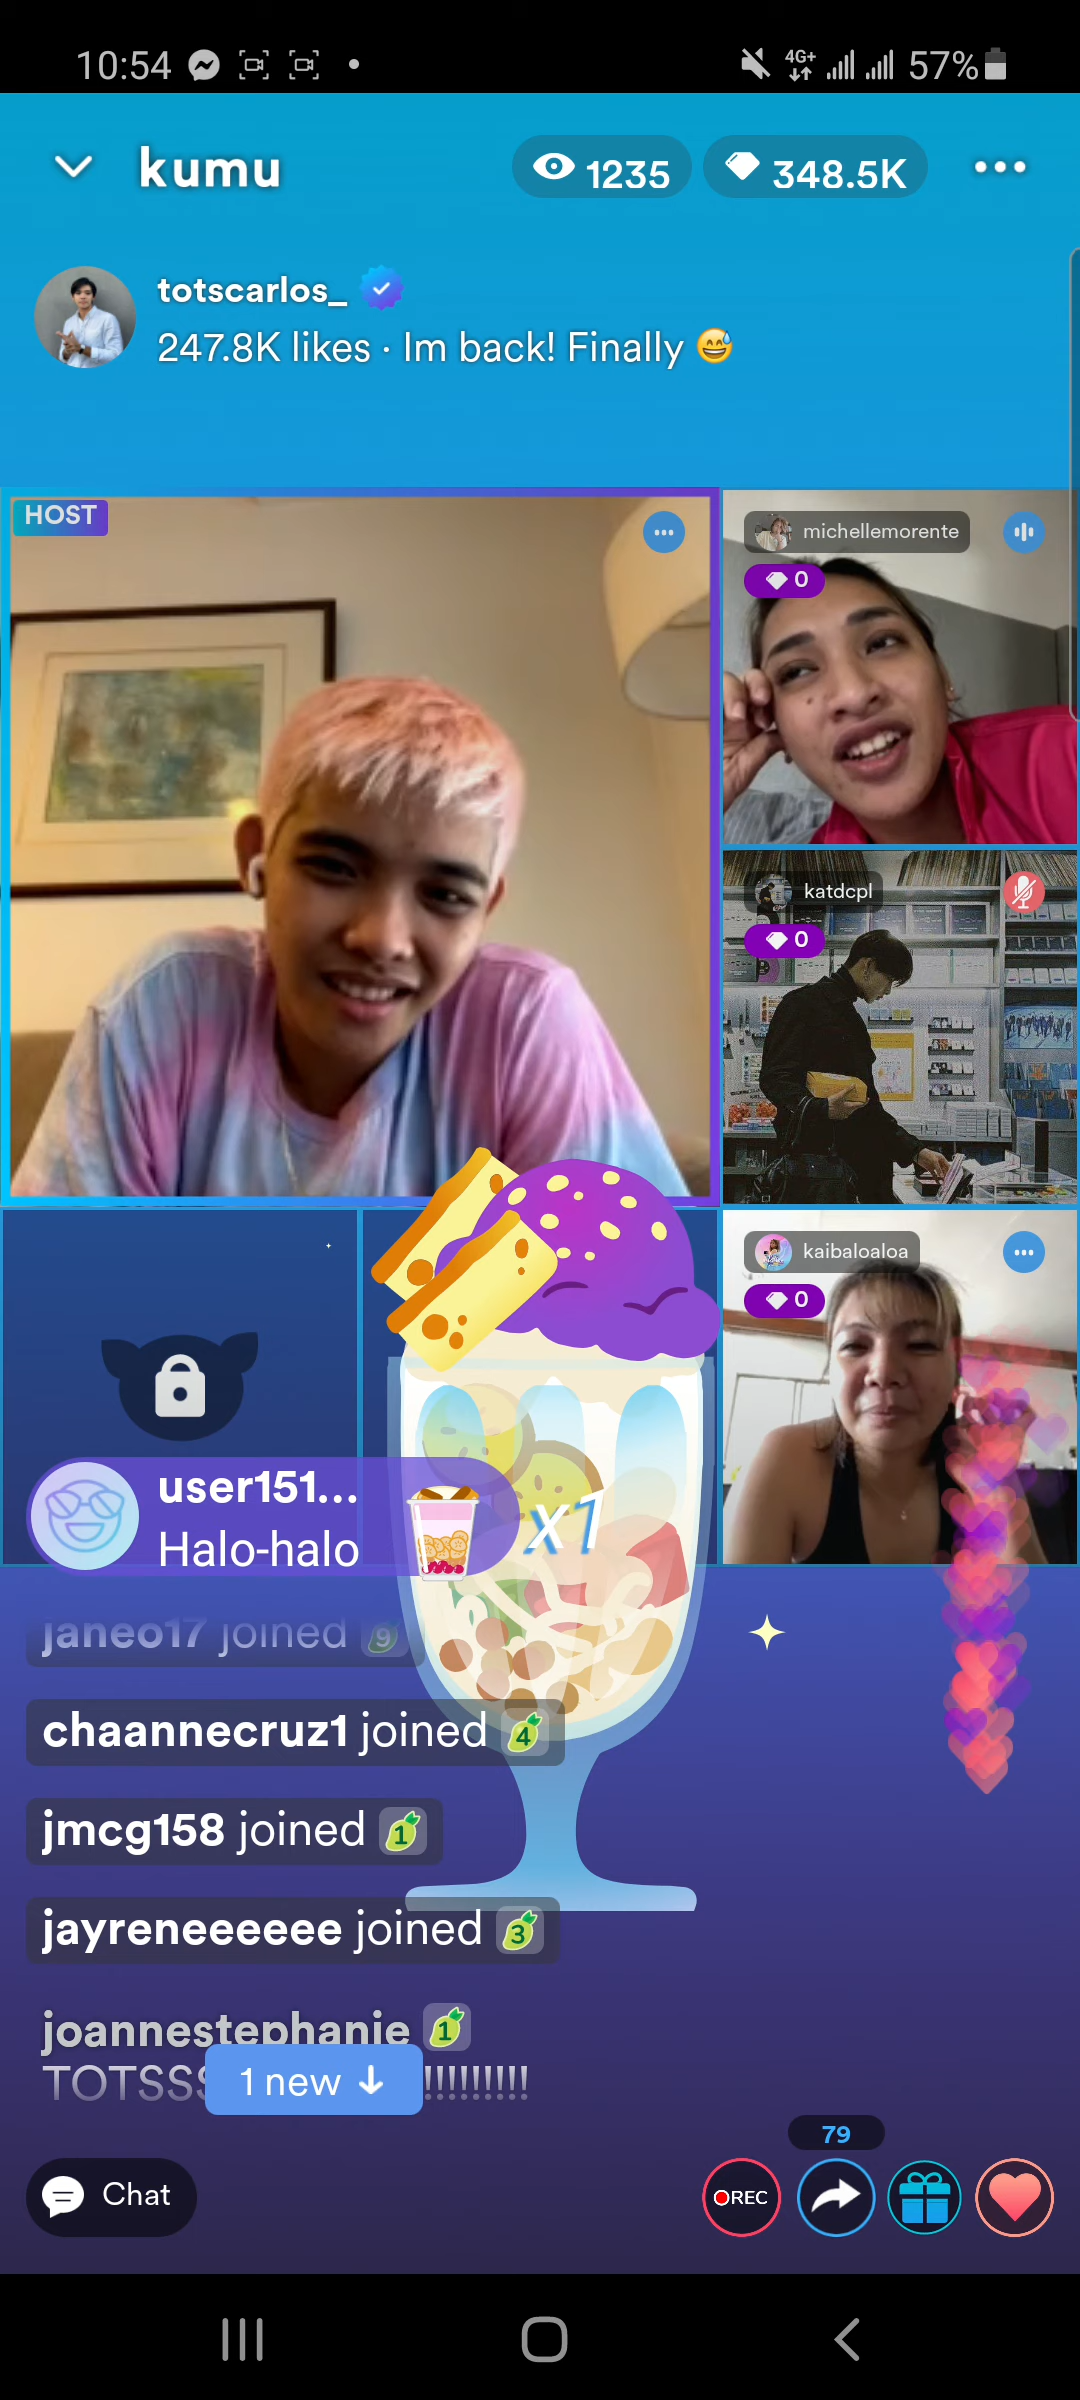 10:54
4G+
57%
kumu
1235
348.5K
totscarlos_
247.8K likes · Im back! Finally 😅
HOST
michellemorente
0
katdcpl
0
kaibaloaloa
0
user151...
Halo-halo
x1
janeo17 joined 9
chaannecruz1 joined 4
jmcg158 joined 1
jayreneeeeee joined 3
joannestephanie 1
TOTSSS !!!!!!!!!!
1 new
79
Chat
REC